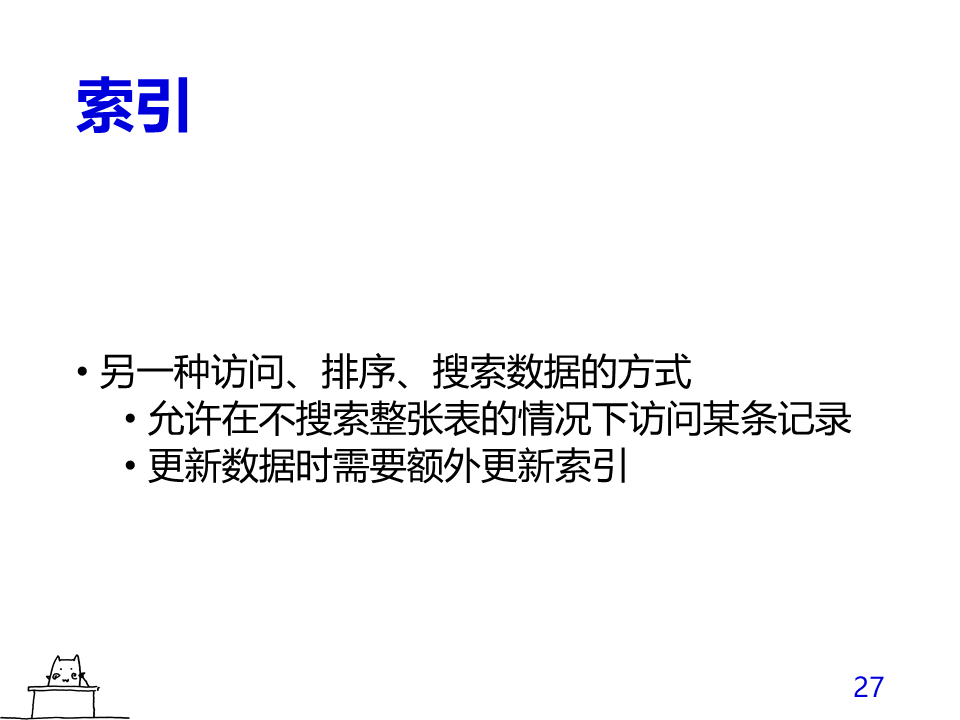 索引
• 另一种访问、排序、搜索数据的方式
• 允许在不搜索整张表的情况下访问某条记录
• 更新数据时需要额外更新索引
27